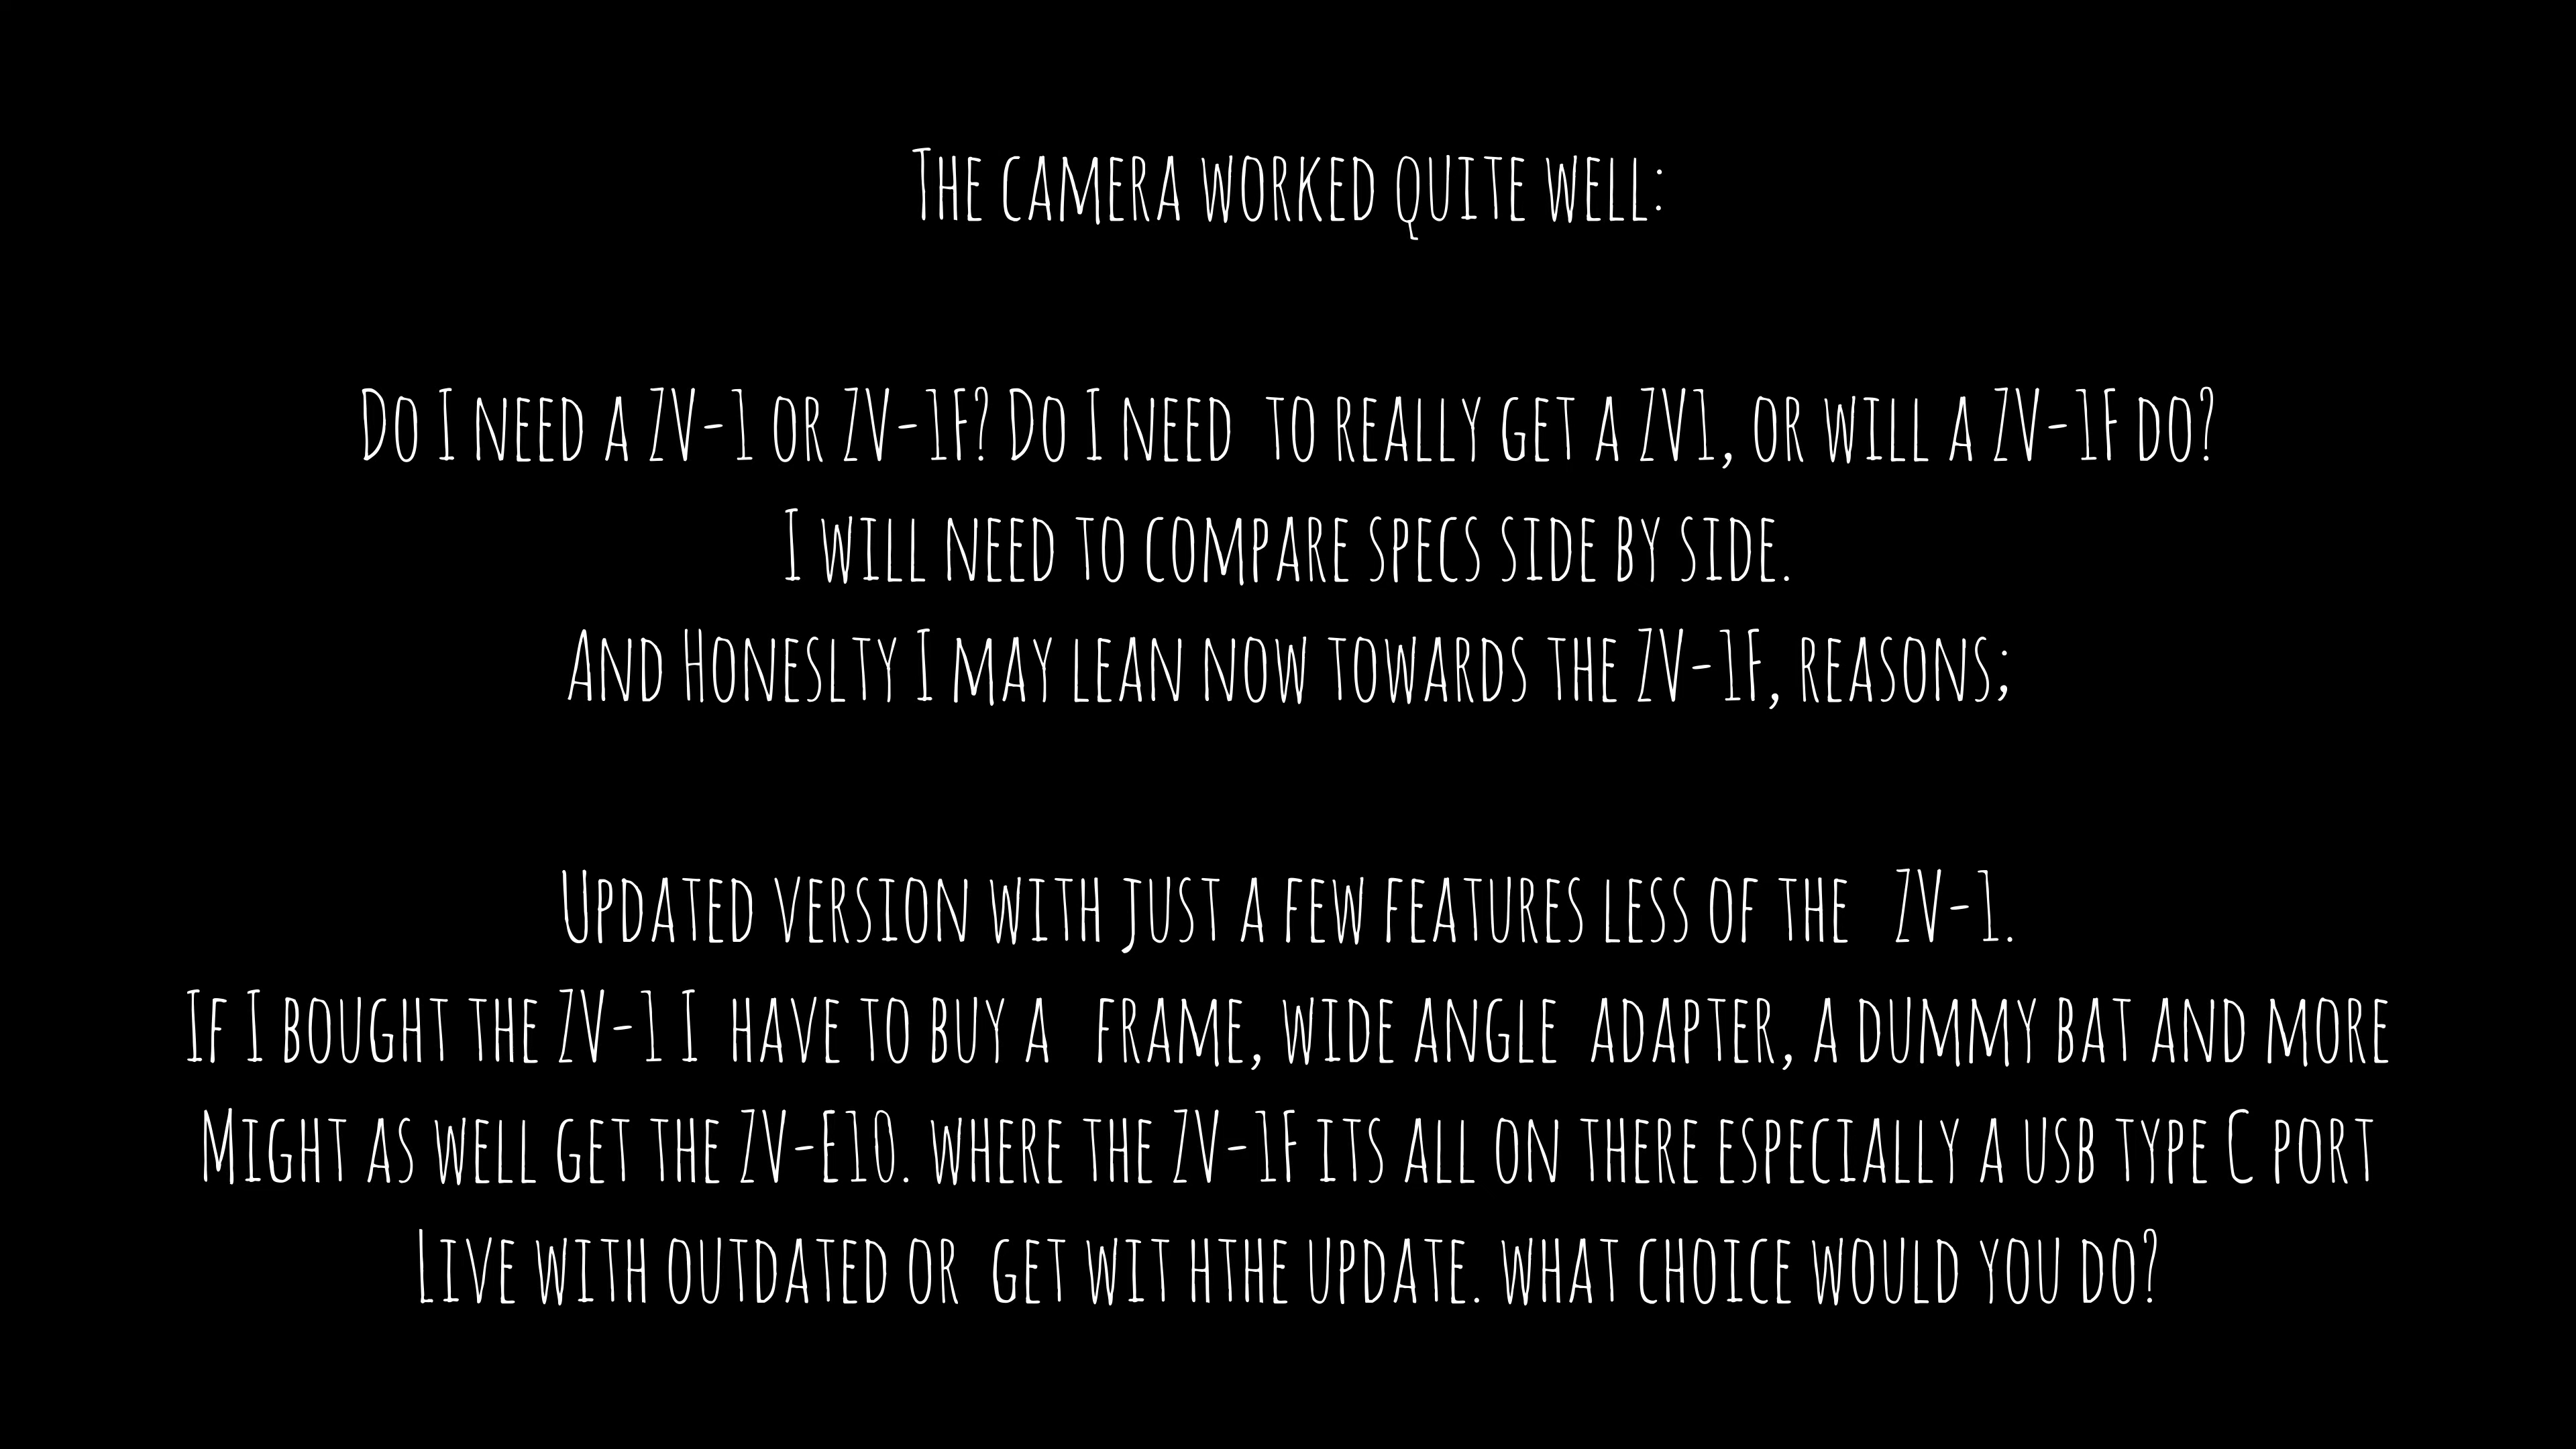 The camera worked quite well:
Do I need a ZV-1 or ZV-1F? Do I need to really get a ZV1, or will a ZV-1F do?
I will need to compare specs side by side.
And Honeslty I may lean now towards the ZV-1F, reasons;
Updated version with just a few features less of the ZV-1.
If I bought the ZV-1 I have to buy a frame, wide angle adapter, a dummy bat and more
Might as well get the ZV-E10. where the ZV-1F its all on there especially a usb type C port
Live with outdated or get wit hthe update. what choice would you do?